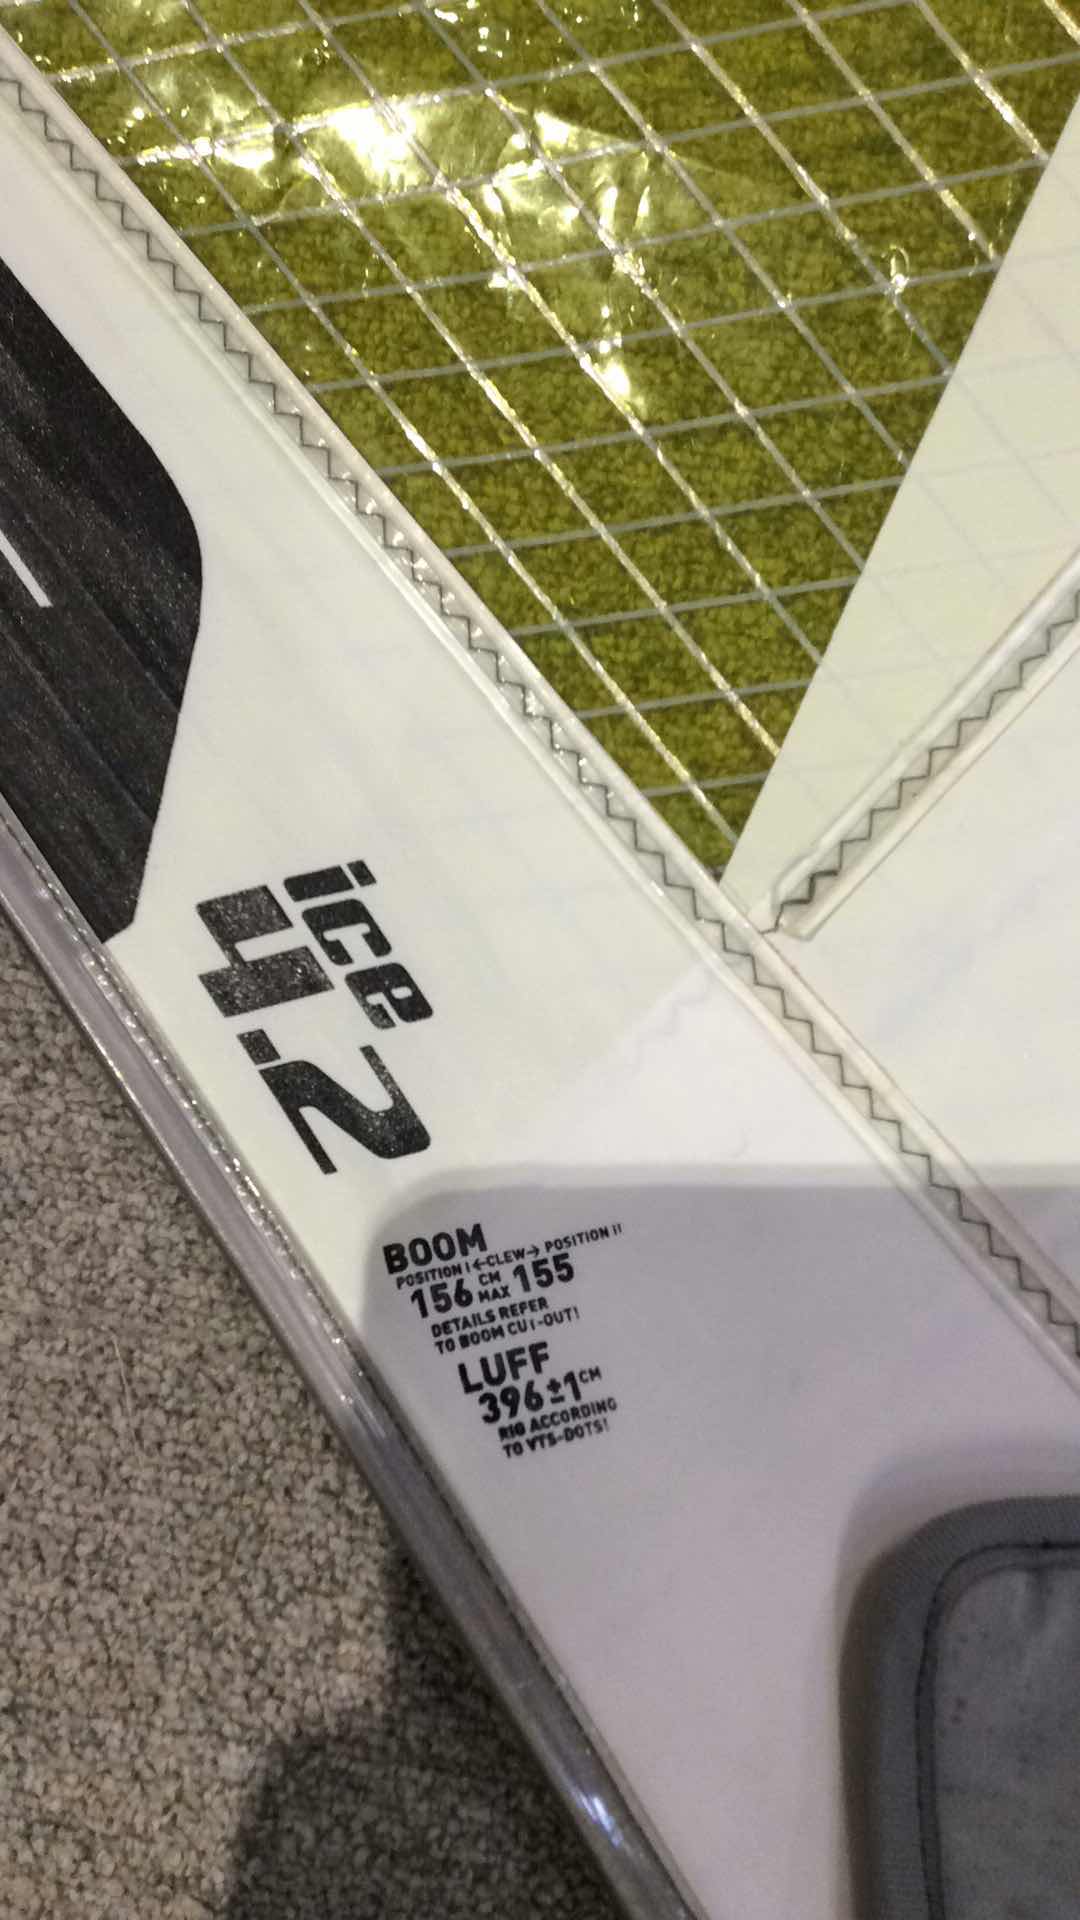 ice
4.2
BOOM
POSITION I ←CLEW→ POSITION II
156 CM MAX 155
DETAILS REFER
TO BOOM CUT-OUT!
LUFF
396±1CM
RIG ACCORDING
TO VTS-DOTS!